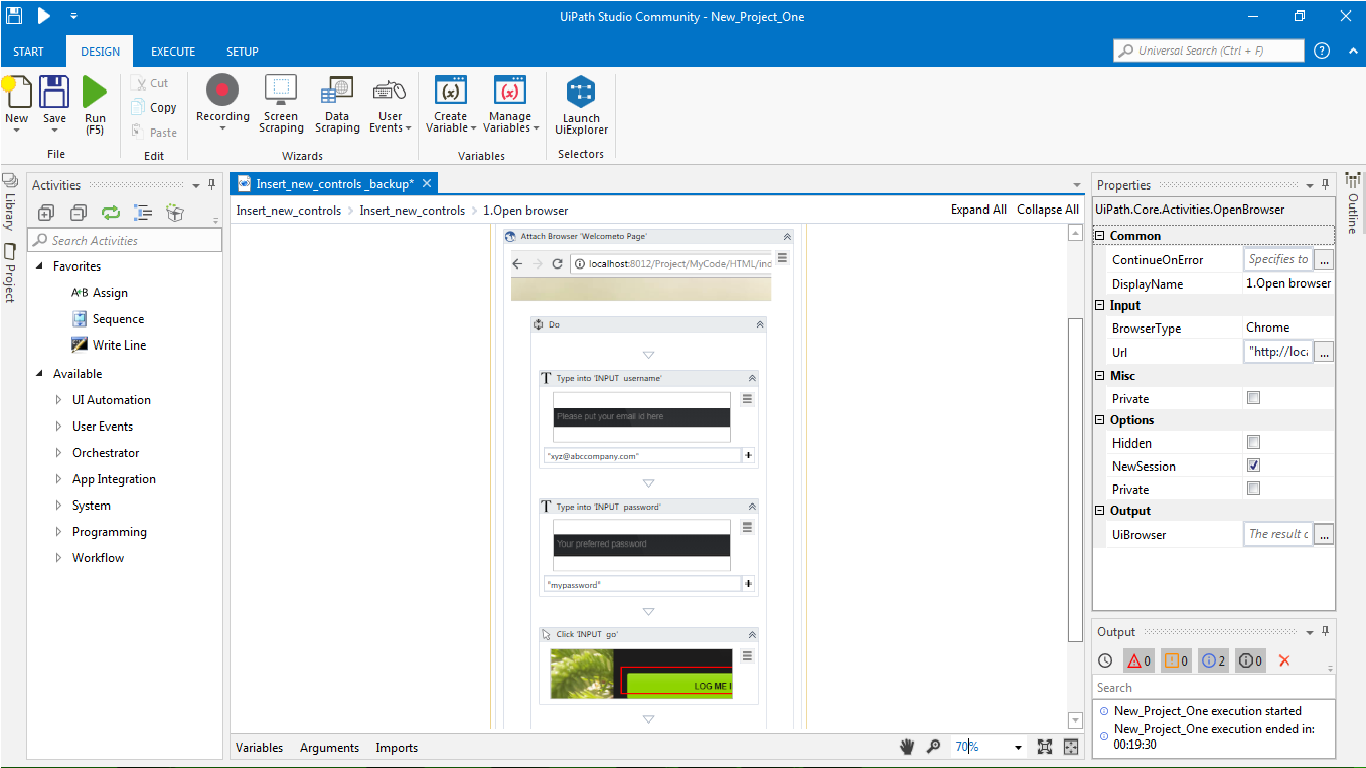 UiPath Studio Community - New_Project_One
START DESIGN EXECUTE SETUP
Universal Search (Ctrl + F)
New
Save
Run
(F5)
File
Cut
Copy
Paste
Edit
Recording
Screen
Scraping
Data
Scraping
User
Events
Wizards
Create
Variable
Manage
Variables
Variables
Launch
UiExplorer
Selectors
Library
Project
Activities
Search Activities
Favorites
A+B Assign
Sequence
Write Line
Available
UI Automation
User Events
Orchestrator
App Integration
System
Programming
Workflow
Insert_new_controls _backup*
Insert_new_controls > Insert_new_controls > 1.Open browser
Expand All Collapse All
Attach Browser 'Welcometo Page'
localhost:8012/Project/MyCode/HTML/ind
Do
Type into 'INPUT username'
Please put your email id here
"xyz@abccompany.com"
Type into 'INPUT password'
Your preferred password
"mypassword"
Click 'INPUT go'
LOG ME I
Variables Arguments Imports
70%
Properties
UiPath.Core.Activities.OpenBrowser
Common
ContinueOnError Specifies to ...
DisplayName 1.Open browser
Input
BrowserType Chrome
Url "http://loca ...
Misc
Private
Options
Hidden
NewSession
Private
Output
UiBrowser The result o ...
Outline
Output
0 0 2 0
Search
New_Project_One execution started
New_Project_One execution ended in:
00:19:30